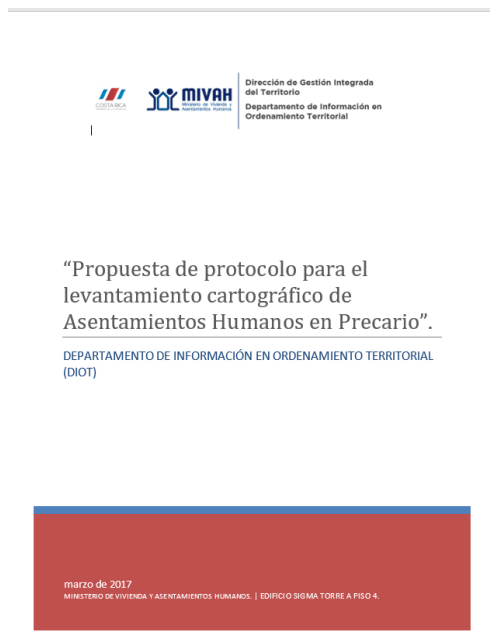 COSTA RICA
MIVAH
Ministerio de Vivienda y
Asentamientos Humanos
Dirección de Gestión Integrada
del Territorio
Departamento de Información en
Ordenamiento Territorial
“Propuesta de protocolo para el
levantamiento cartográfico de
Asentamientos Humanos en Precario”.
DEPARTAMENTO DE INFORMACIÓN EN ORDENAMIENTO TERRITORIAL
(DIOT)
marzo de 2017
MINISTERIO DE VIVIENDA Y ASENTAMIENTOS HUMANOS. | EDIFICIO SIGMA TORRE A PISO 4.